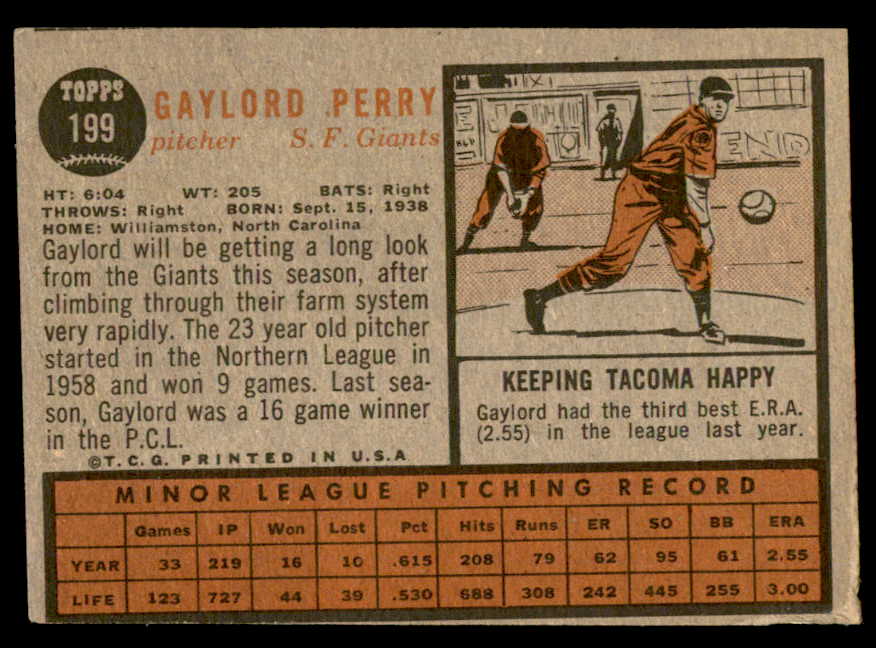 TOPPS
199
GAYLORD PERRY
pitcher S. F. Giants
HT: 6:04 WT: 205 BATS: Right
THROWS: Right BORN: Sept. 15, 1938
HOME: Williamston, North Carolina
Gaylord will be getting a long look
from the Giants this season, after
climbing through their farm system
very rapidly. The 23 year old pitcher
started in the Northern League in
1958 and won 9 games. Last sea-
son, Gaylord was a 16 game winner
in the P.C.L.
©T.C.G. PRINTED IN U.S.A
END
KEEPING TACOMA HAPPY
Gaylord had the third best E.R.A.
(2.55) in the league last year.
MINOR LEAGUE PITCHING RECORD
Games IP Won Lost Pct Hits Runs ER SO BB ERA
YEAR 33 219 16 10 .615 208 79 62 95 61 2.55
LIFE 123 727 44 39 .530 688 308 242 445 255 3.00